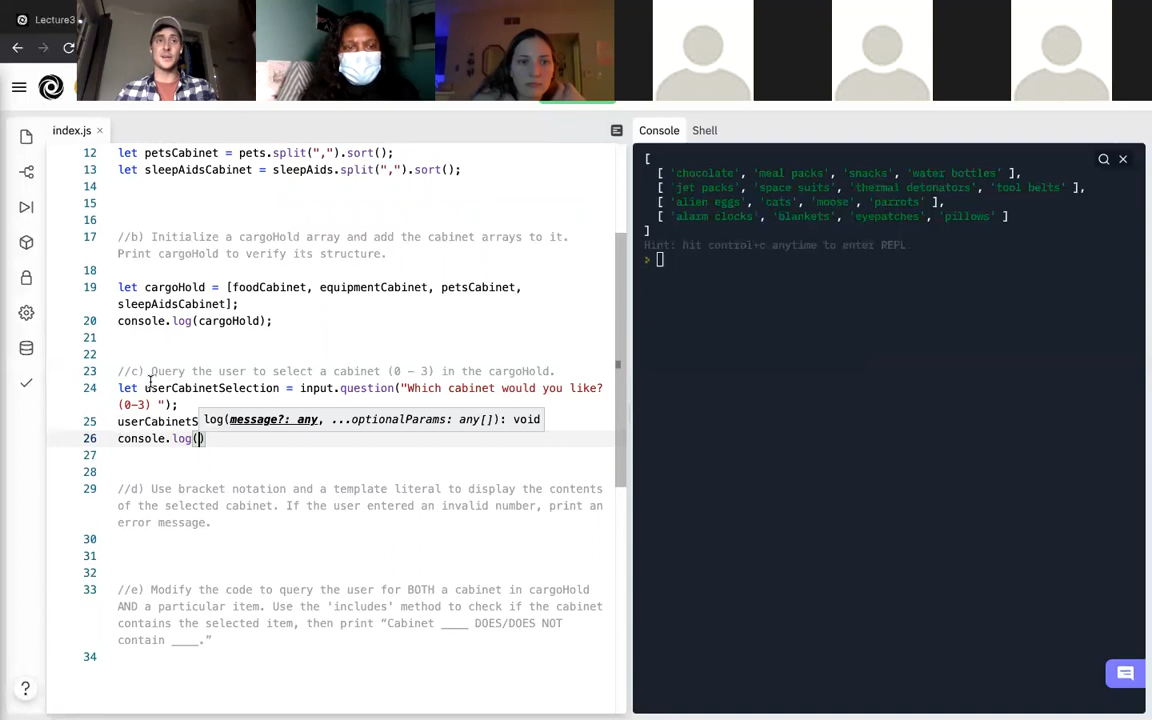 Lecture3
index.js ×
Console Shell
12 let petsCabinet = pets.split(",").sort();
13 let sleepAidsCabinet = sleepAids.split(",").sort();
14
15
16
17 //b) Initialize a cargoHold array and add the cabinet arrays to it.
Print cargoHold to verify its structure.
18
19 let cargoHold = [foodCabinet, equipmentCabinet, petsCabinet,
sleepAidsCabinet];
20 console.log(cargoHold);
21
22
23 //c) Query the user to select a cabinet (0 - 3) in the cargoHold.
24 let userCabinetSelection = input.question("Which cabinet would you like?
(0-3) ");
25 userCabinetS
log(message?: any, ...optionalParams: any[]): void
26 console.log()
27
28
29 //d) Use bracket notation and a template literal to display the contents
of the selected cabinet. If the user entered an invalid number, print an
error message.
30
31
32
33 //e) Modify the code to query the user for BOTH a cabinet in cargoHold
AND a particular item. Use the 'includes' method to check if the cabinet
contains the selected item, then print “Cabinet ____ DOES/DOES NOT
contain ____.”
34
?
[
[ 'chocolate', 'meal packs', 'snacks', 'water bottles' ],
[ 'jet packs', 'space suits', 'thermal detonators', 'tool belts' ],
[ 'alien eggs', 'cats', 'moose', 'parrots' ],
[ 'alarm clocks', 'blankets', 'eyepatches', 'pillows' ]
]
Hint: hit control+c anytime to enter REPL.
>